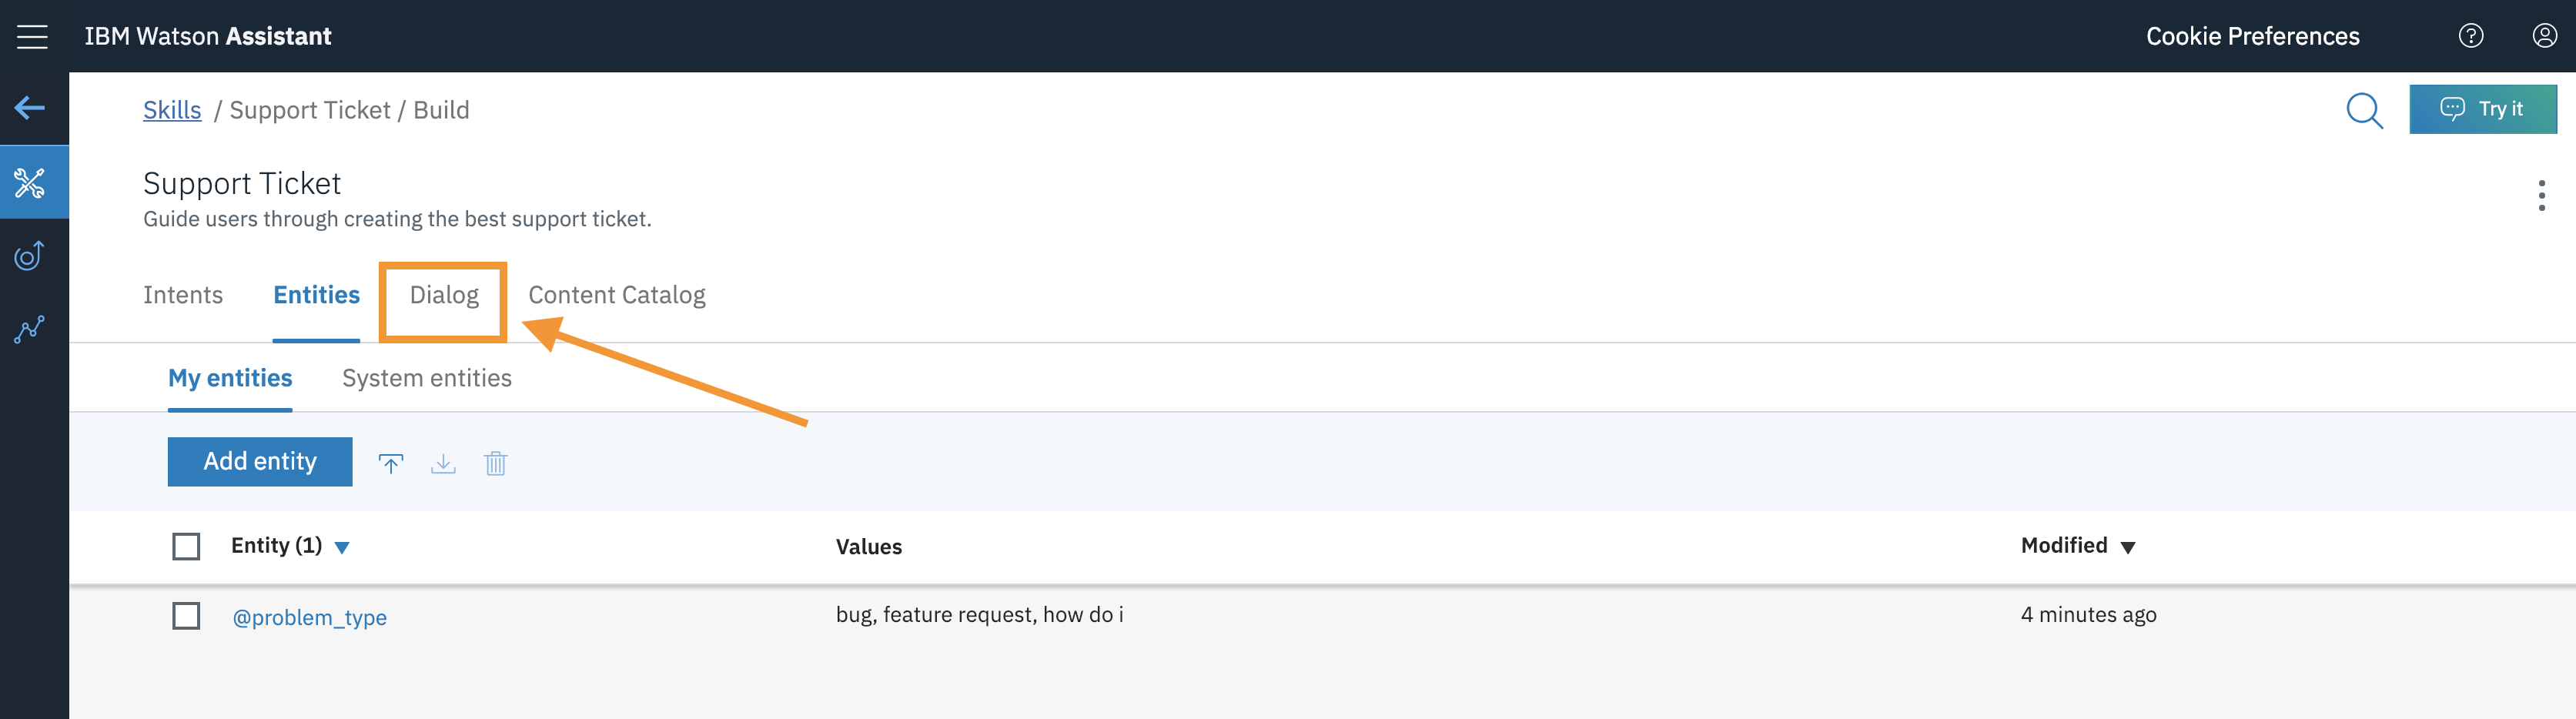 IBM Watson Assistant
Cookie Preferences
Skills / Support Ticket / Build
Try it
Support Ticket
Guide users through creating the best support ticket.
Intents Entities Dialog Content Catalog
My entities System entities
Add entity
Entity (1) Values Modified
@problem_type bug, feature request, how do i 4 minutes ago